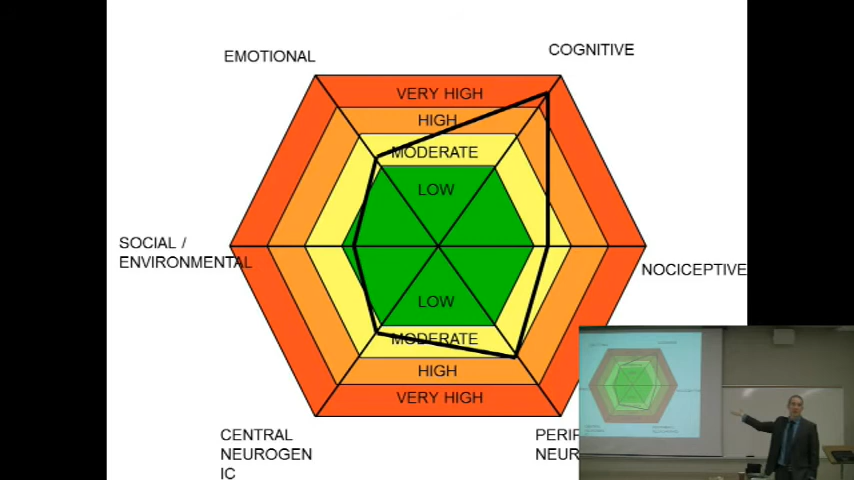 EMOTIONAL
COGNITIVE
VERY HIGH
HIGH
MODERATE
LOW
SOCIAL /
ENVIRONMENTAL
NOCICEPTIVE
LOW
MODERATE
HIGH
VERY HIGH
CENTRAL
NEUROGEN
IC
PERIF
NEUR